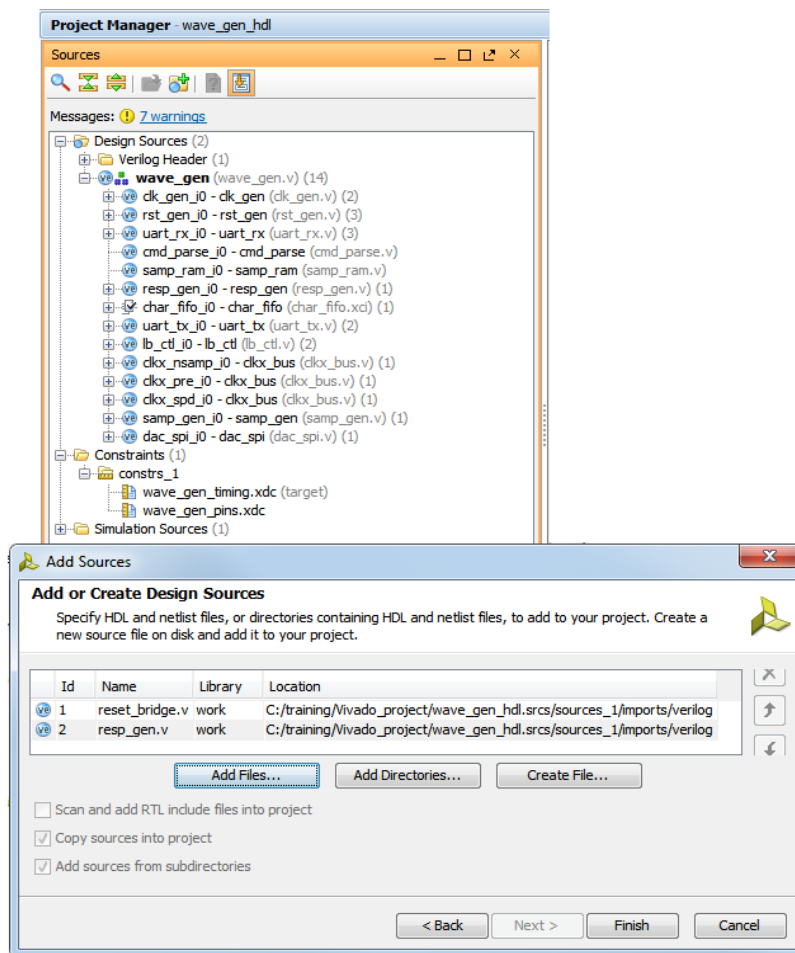 Project Manager - wave_gen_hdl
Sources
Messages: 7 warnings
Design Sources (2)
Verilog Header (1)
wave_gen (wave_gen.v) (14)
clk_gen_i0 - clk_gen (clk_gen.v) (2)
rst_gen_i0 - rst_gen (rst_gen.v) (3)
uart_rx_i0 - uart_rx (uart_rx.v) (3)
cmd_parse_i0 - cmd_parse (cmd_parse.v)
samp_ram_i0 - samp_ram (samp_ram.v)
resp_gen_i0 - resp_gen (resp_gen.v) (1)
char_fifo_i0 - char_fifo (char_fifo.xci) (1)
uart_tx_i0 - uart_tx (uart_tx.v) (2)
lb_ctl_i0 - lb_ctl (lb_ctl.v) (2)
clkx_nsamp_i0 - clkx_bus (clkx_bus.v) (1)
clkx_pre_i0 - clkx_bus (clkx_bus.v) (1)
clkx_spd_i0 - clkx_bus (clkx_bus.v) (1)
samp_gen_i0 - samp_gen (samp_gen.v) (1)
dac_spi_i0 - dac_spi (dac_spi.v) (1)
Constraints (1)
constrs_1
wave_gen_timing.xdc (target)
wave_gen_pins.xdc
Simulation Sources (1)
Add Sources
Add or Create Design Sources
Specify HDL and netlist files, or directories containing HDL and netlist files, to add to your project. Create a
new source file on disk and add it to your project.
Id Name Library Location
1 reset_bridge.v work C:/training/Vivado_project/wave_gen_hdl.srcs/sources_1/imports/verilog
2 resp_gen.v work C:/training/Vivado_project/wave_gen_hdl.srcs/sources_1/imports/verilog
Add Files... Add Directories... Create File...
Scan and add RTL include files into project
Copy sources into project
Add sources from subdirectories
< Back Next > Finish Cancel